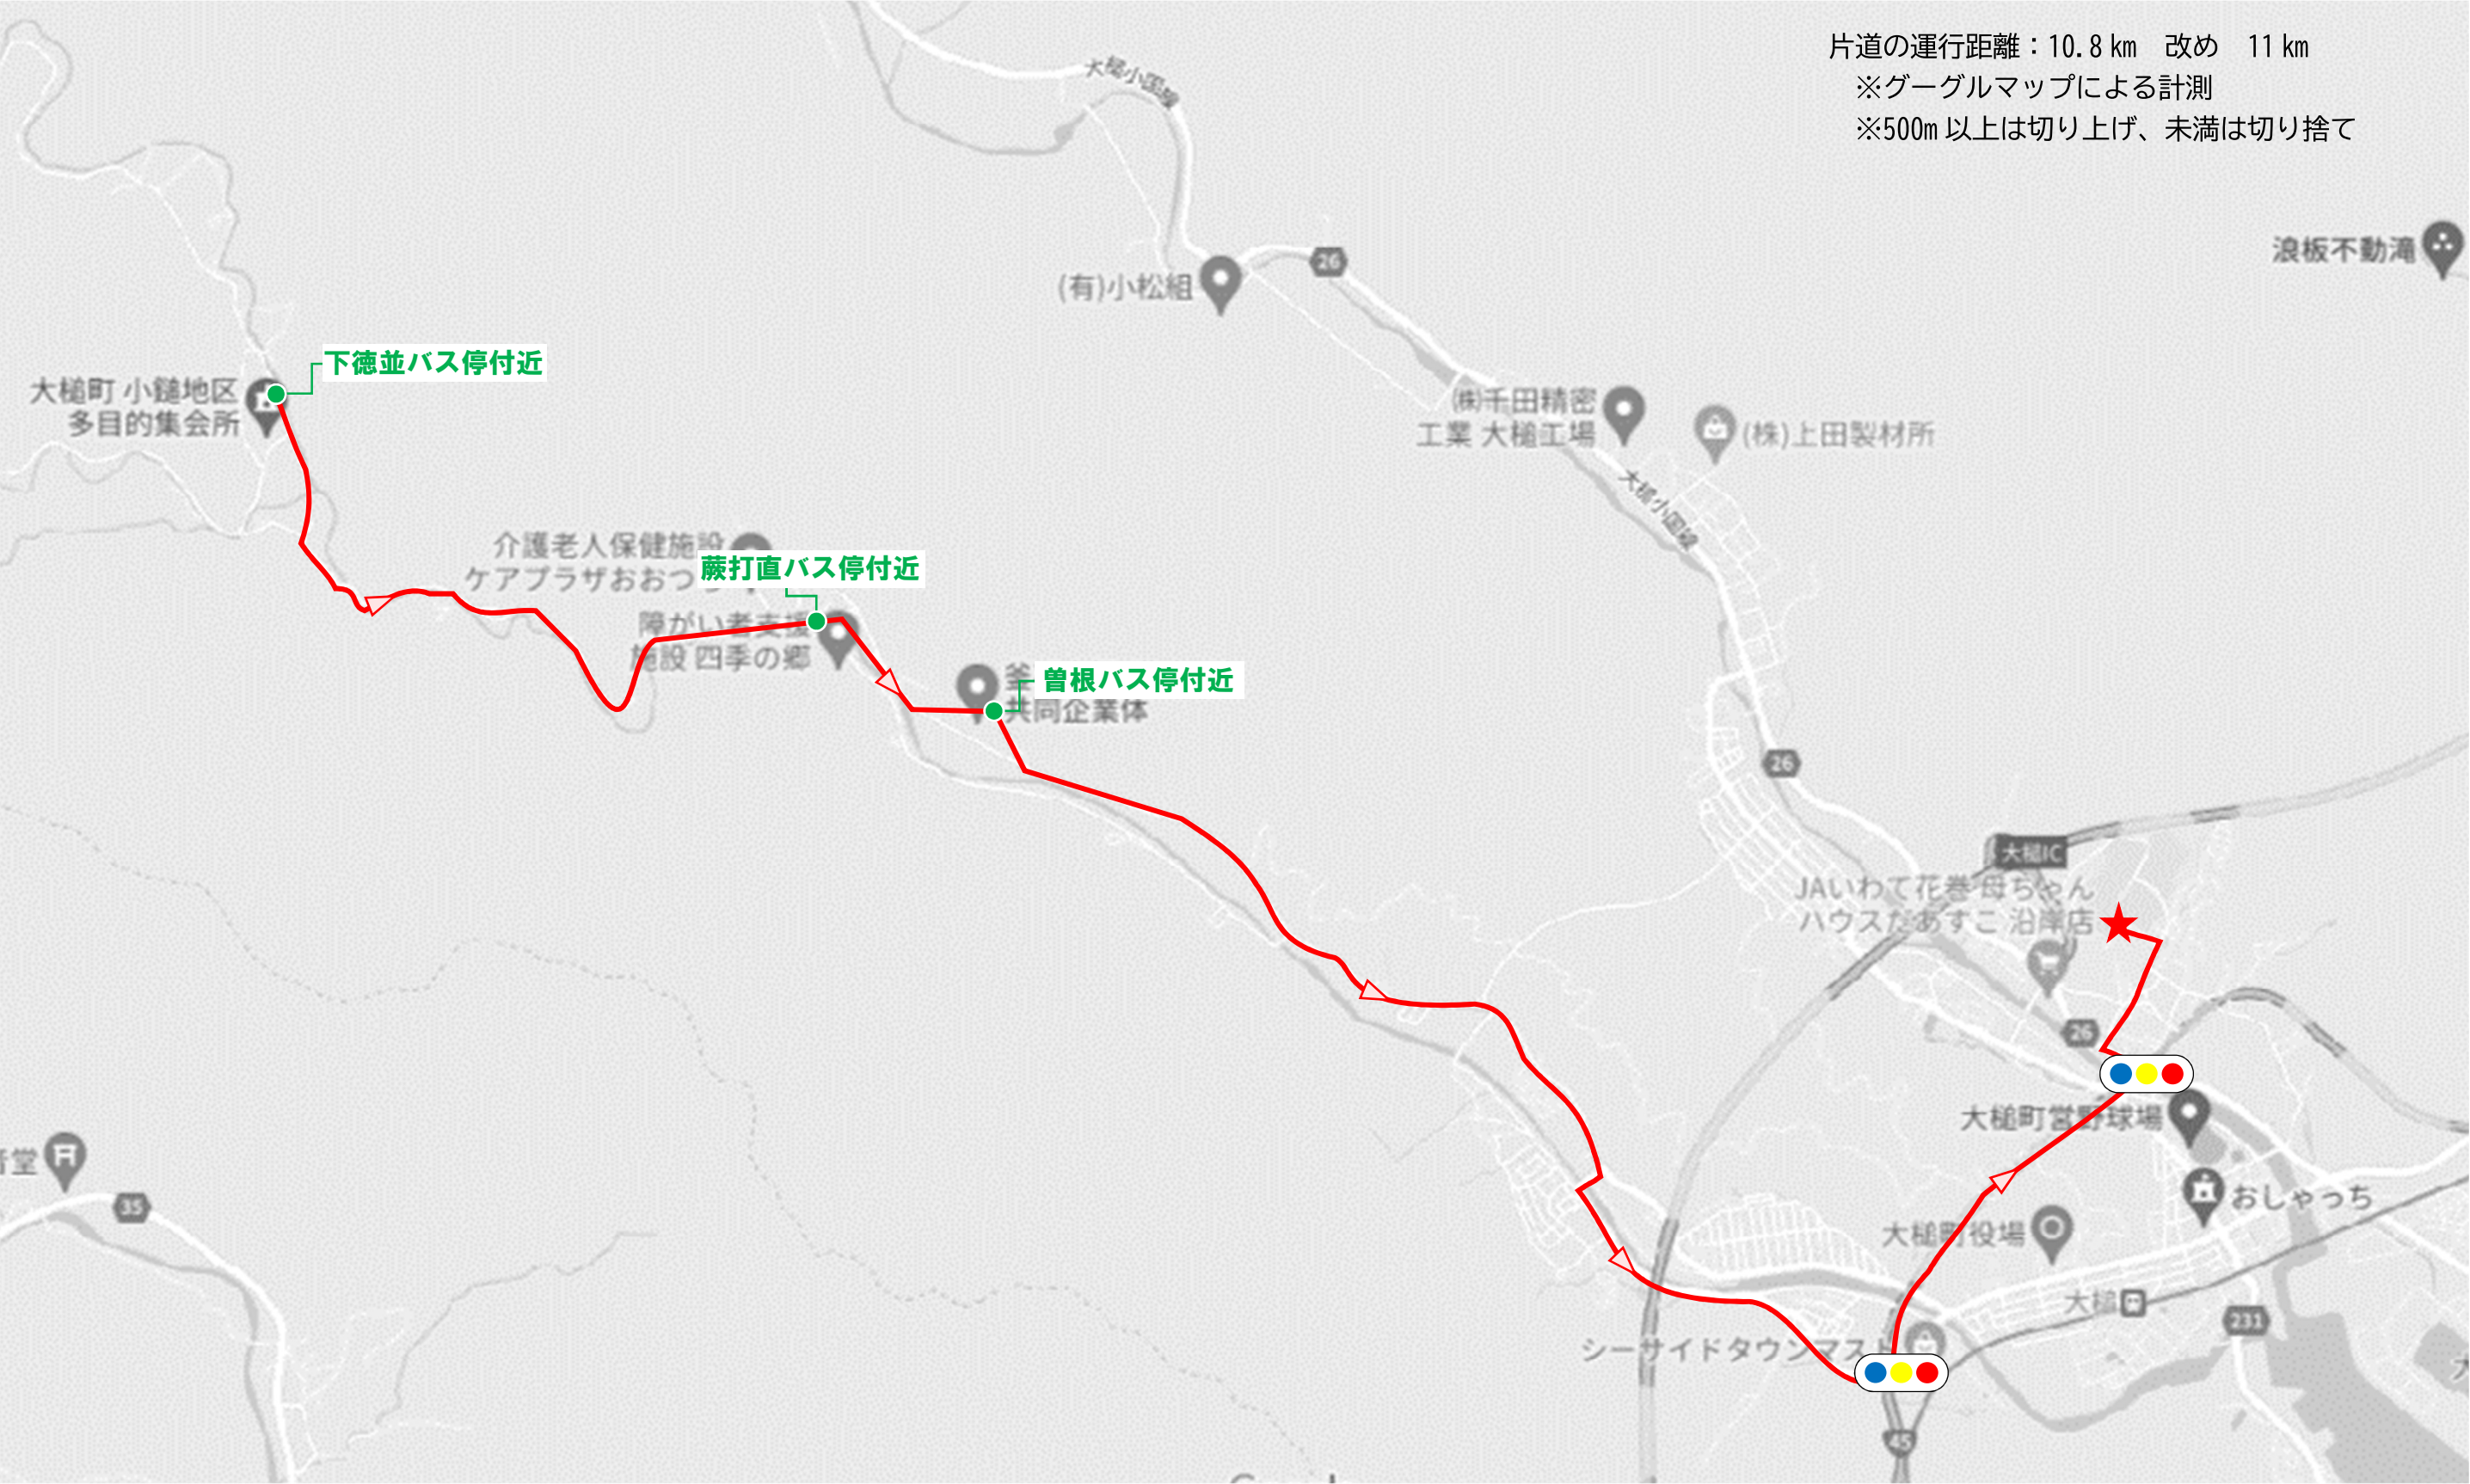 片道の運行距離：10.8㎞　改め　11㎞
※グーグルマップによる計測
※500m以上は切り上げ、未満は切り捨て
大槌小国線
浪板不動滝
(有)小松組
26
下徳並バス停付近
大槌町 小鎚地区
多目的集会所
㈱千田精密
工業 大槌工場
(株)上田製材所
大槌小国線
介護老人保健施設
ケアプラザおおつ
蕨打直バス停付近
障がい者支援
施設 四季の郷
釜
曽根バス停付近
共同企業体
26
大槌IC
JAいわて花巻 母ちゃん
ハウスだぁすこ 沿岸店
26
大槌町営野球場
音堂
35
おしゃっち
大槌町役場
大槌
231
シーサイドタウンマスト
45